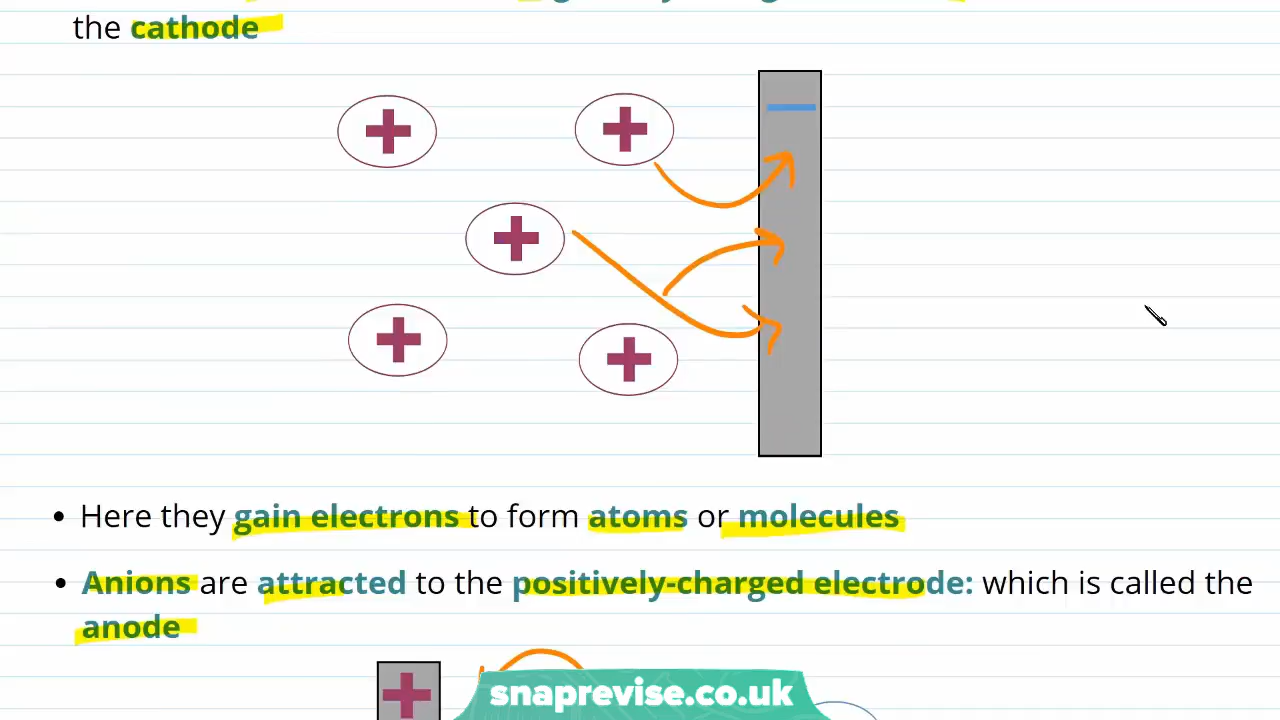 the cathode
• Here they gain electrons to form atoms or molecules
• Anions are attracted to the positively-charged electrode: which is called the
anode
snaprevise.co.uk